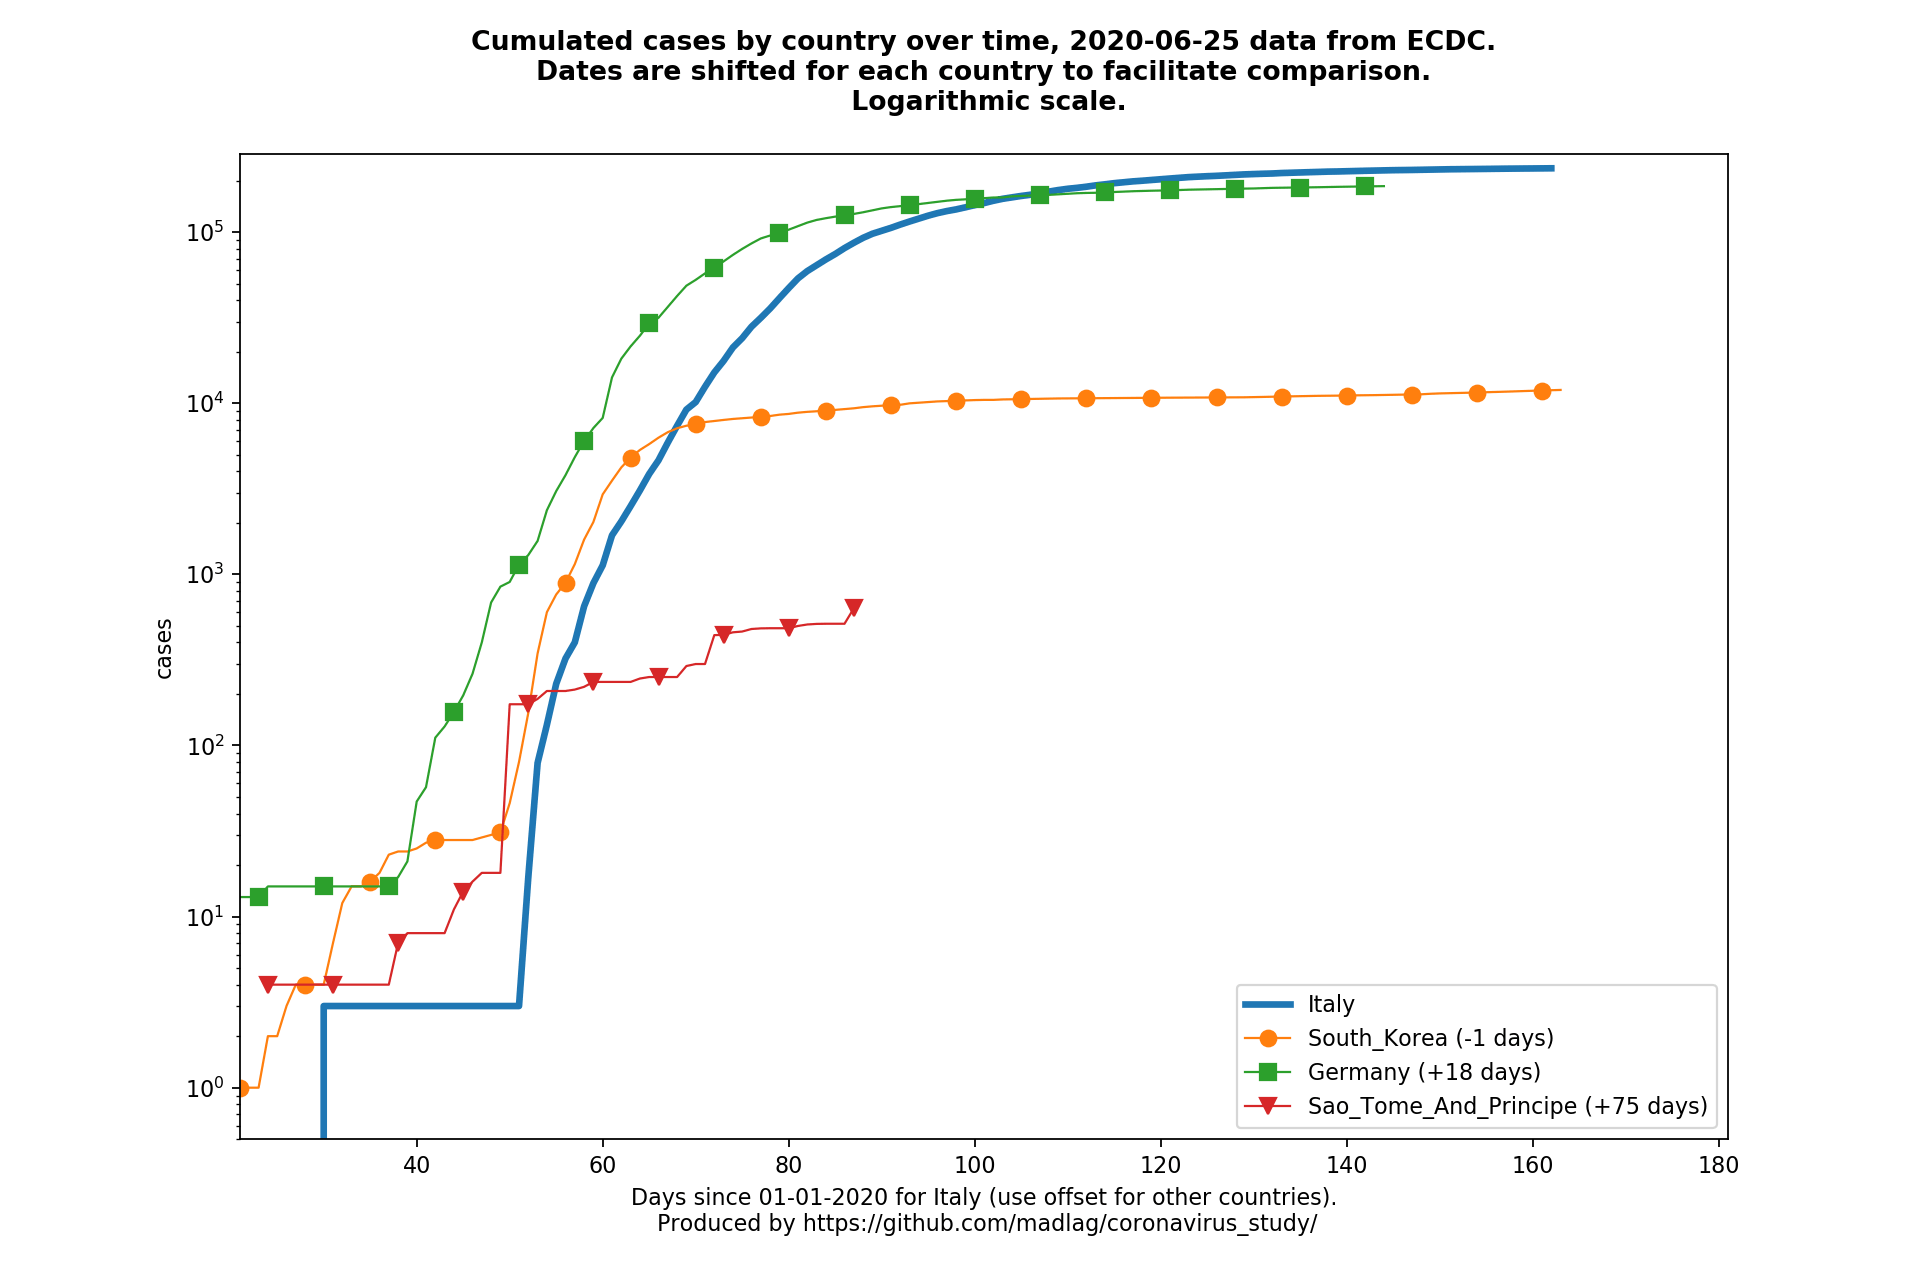 Cumulated cases by country over time, 2020-06-25 data from ECDC.
Dates are shifted for each country to facilitate comparison.
Logarithmic scale.
cases
10^5
10^4
10^3
10^2
10^1
10^0
40 60 80 100 120 140 160 180
Italy
South_Korea (-1 days)
Germany (+18 days)
Sao_Tome_And_Principe (+75 days)
Days since 01-01-2020 for Italy (use offset for other countries).
Produced by https://github.com/madlag/coronavirus_study/